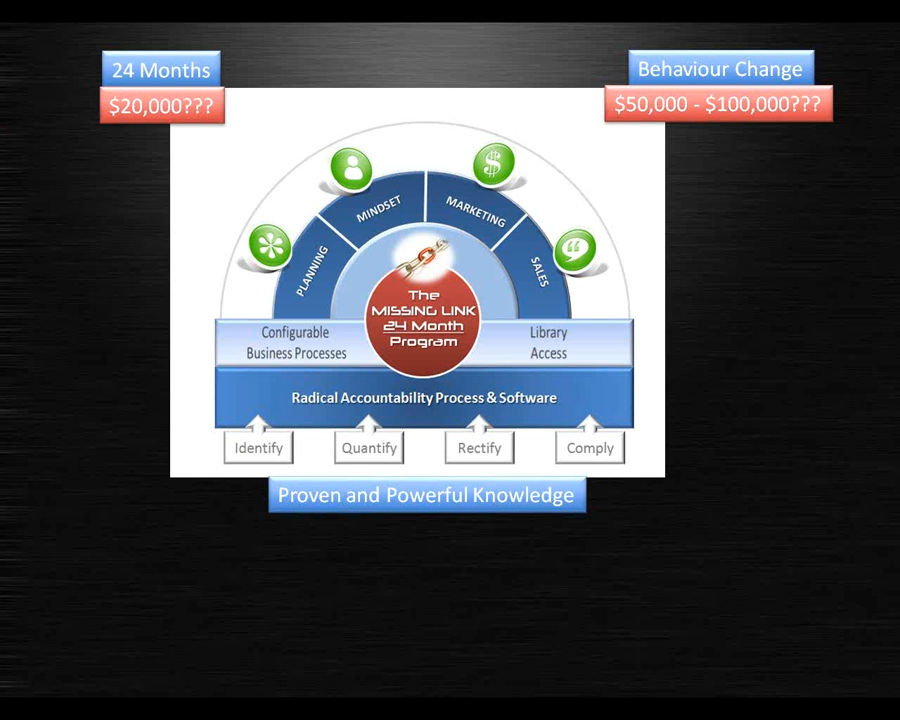 24 Months
$20,000???
Behaviour Change
$50,000 - $100,000???
PLANNING
MINDSET
MARKETING
SALES
$
The
MISSING LINK
24 Month
Program
Configurable
Business Processes
Library
Access
Radical Accountability Process & Software
Identify
Quantify
Rectify
Comply
Proven and Powerful Knowledge